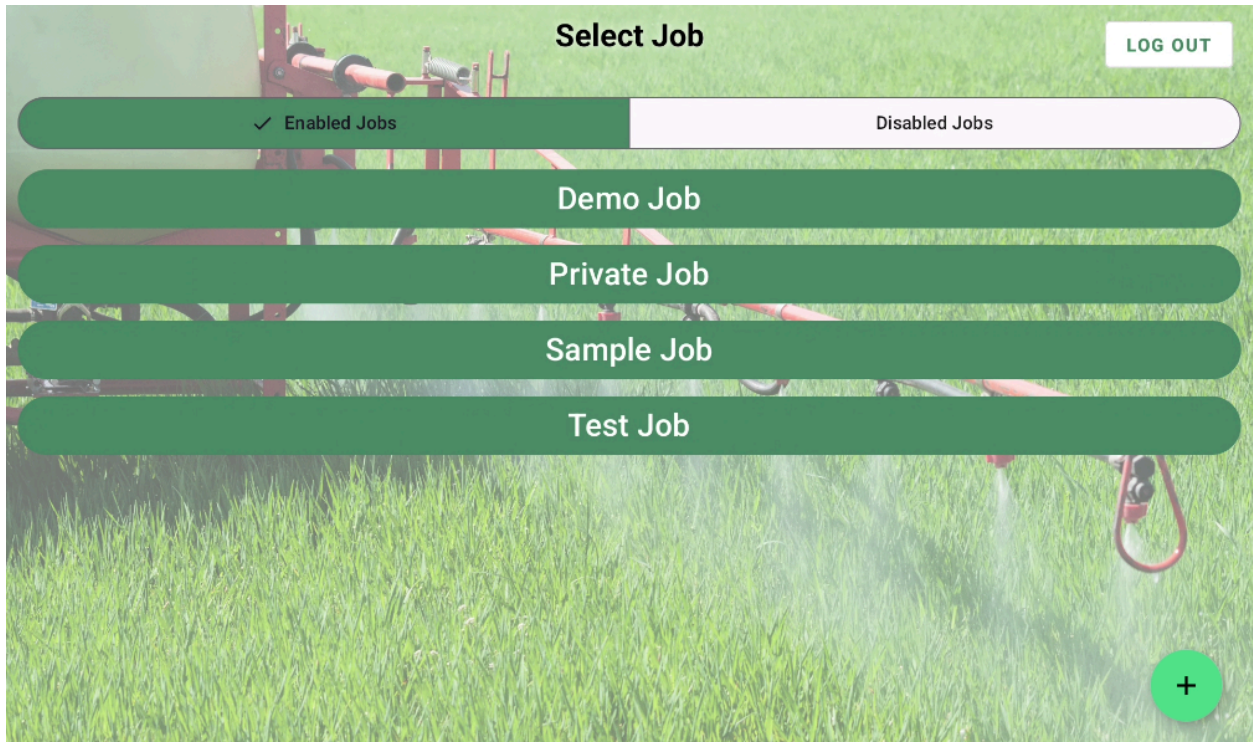 Select Job
LOG OUT
Enabled Jobs
Disabled Jobs
Demo Job
Private Job
Sample Job
Test Job
+